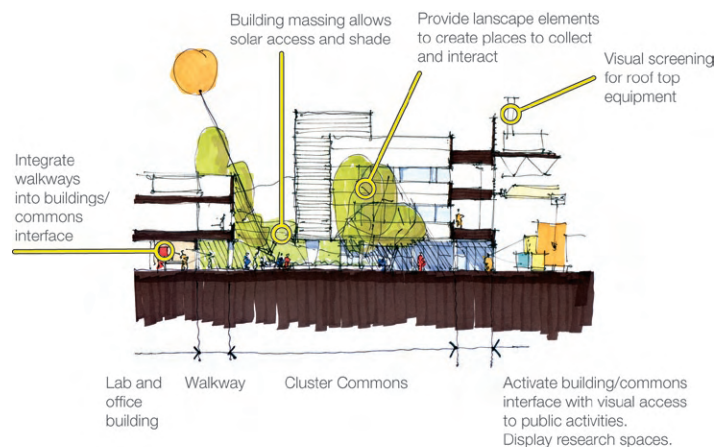 Building massing allows
solar access and shade
Provide lanscape elements
to create places to collect
and interact
Visual screening
for roof top
equipment
Integrate
walkways
into buildings/
commons
interface
Lab and
office
building
Walkway
Cluster Commons
Activate building/commons
interface with visual access
to public activities.
Display research spaces.